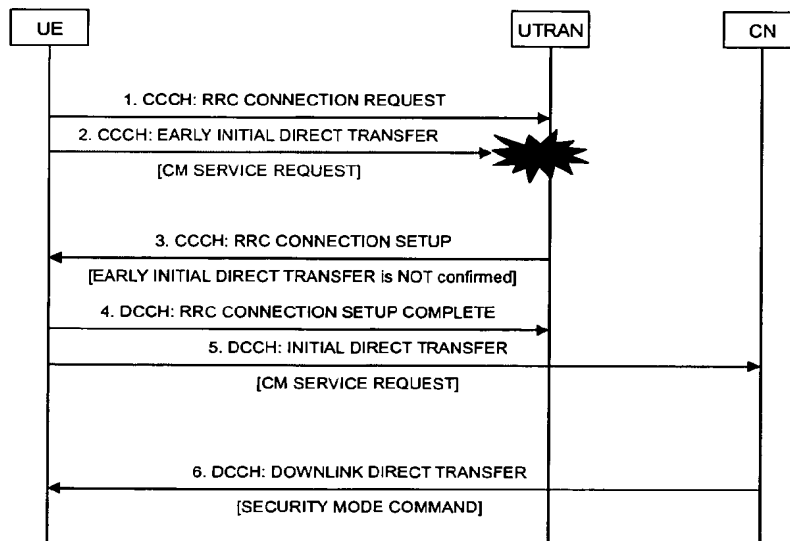 UE UTRAN CN
1. CCCH: RRC CONNECTION REQUEST
2. CCCH: EARLY INITIAL DIRECT TRANSFER
[CM SERVICE REQUEST]
3. CCCH: RRC CONNECTION SETUP
[EARLY INITIAL DIRECT TRANSFER is NOT confirmed]
4. DCCH: RRC CONNECTION SETUP COMPLETE
5. DCCH: INITIAL DIRECT TRANSFER
[CM SERVICE REQUEST]
6. DCCH: DOWNLINK DIRECT TRANSFER
[SECURITY MODE COMMAND]